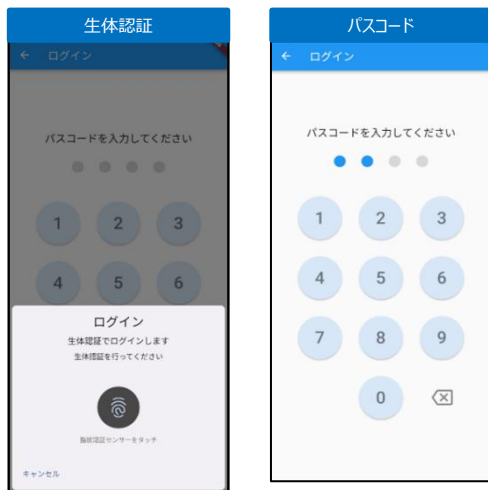 生体認証
← ログイン
パスコードを入力してください
1 2 3
4 5 6
ログイン
生体認証でログインします
生体認証を行ってください
指紋認証センサーをタッチ
キャンセル
パスコード
← ログイン
パスコードを入力してください
1 2 3
4 5 6
7 8 9
0